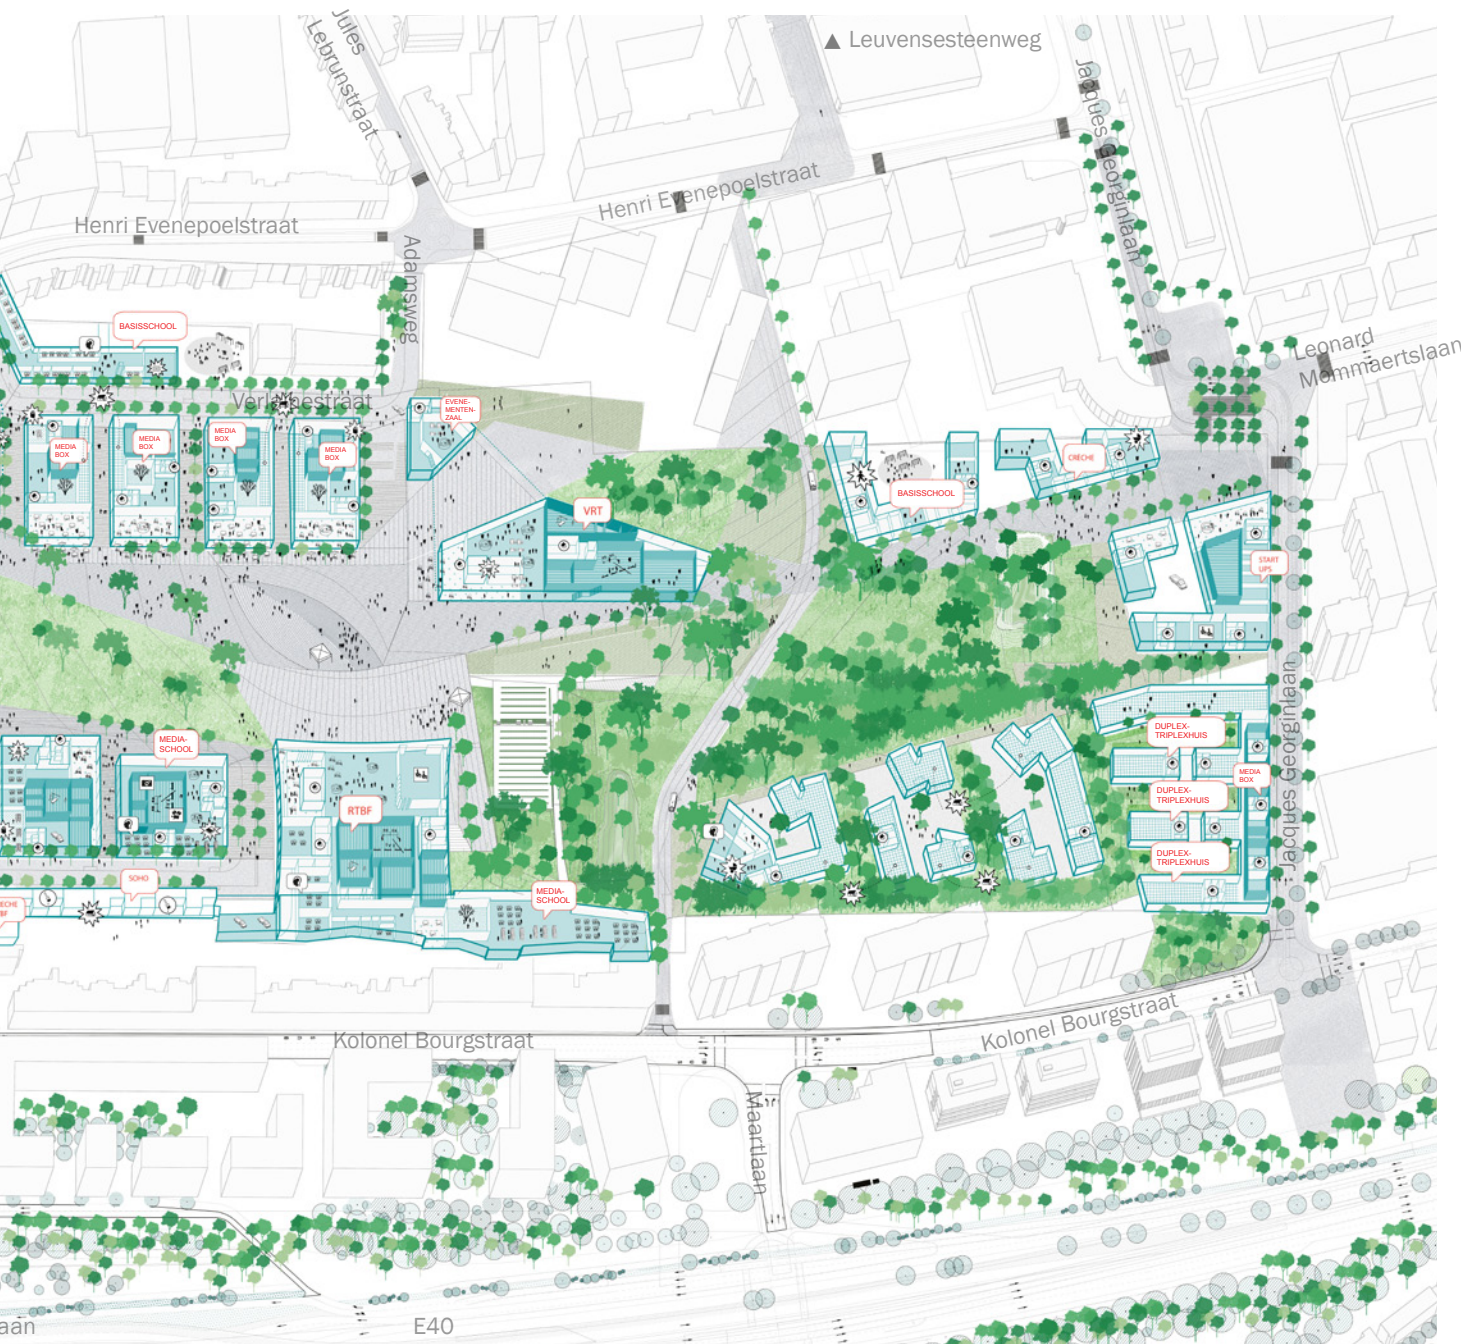 ▲ Leuvensesteenweg
Jules
Lebrunstraat
Jacques Georginlaan
Henri Evenepoelstraat
Henri Evenepoelstraat
Adamsweg
BASISSCHOOL
Leonard
Mommaertslaan
EVENE-
MENTEN-
ZAAL
MEDIA
BOX
MEDIA
BOX
MEDIA
BOX
MEDIA
BOX
CRÈCHE
BASISSCHOOL
VRT
START
UPS
MEDIA-
SCHOOL
DUPLEX-
TRIPLEXHUIS
MEDIA
BOX
DUPLEX-
TRIPLEXHUIS
RTBF
DUPLEX-
TRIPLEXHUIS
Jacques Georginlaan
SOHO
MEDIA-
SCHOOL
Kolonel Bourgstraat
Kolonel Bourgstraat
Maartlaan
E40